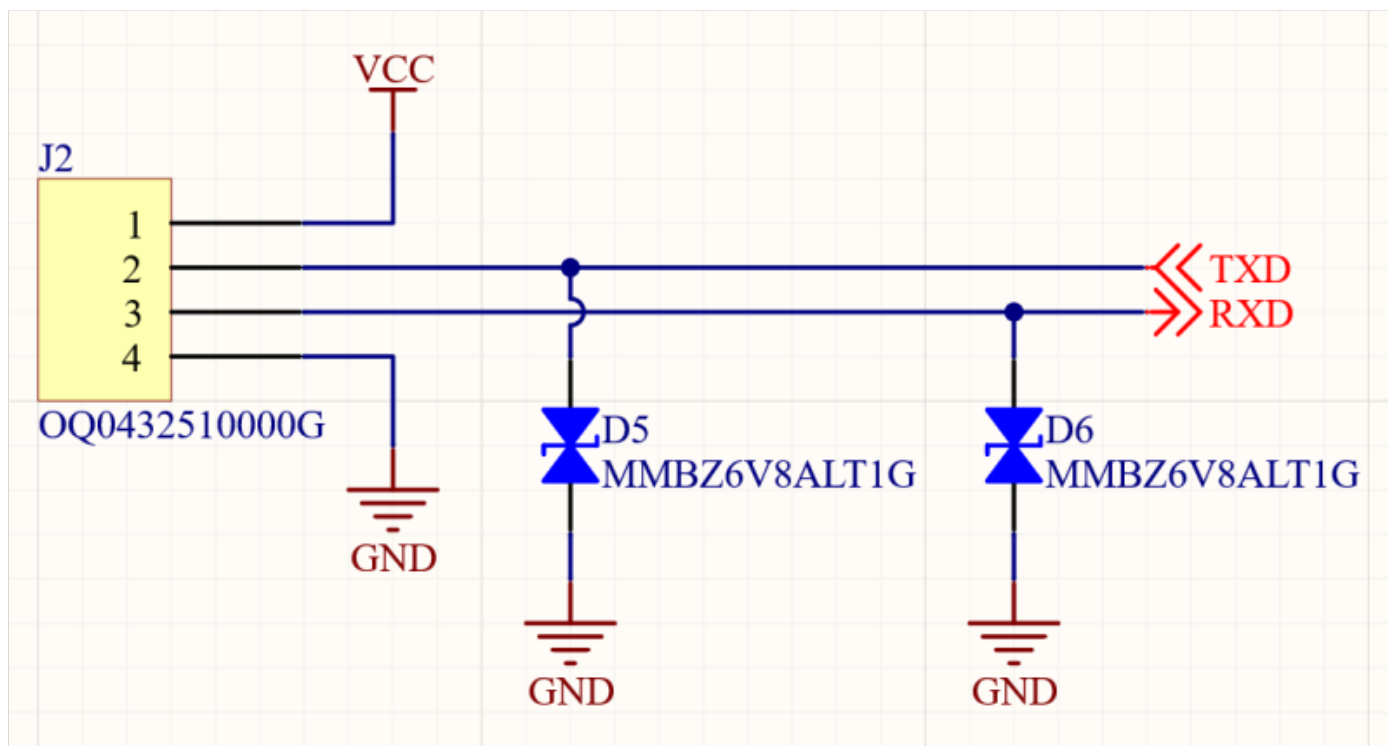 VCC
J2
1
2
3
4
OQ0432510000G
GND
TXD
RXD
D5
MMBZ6V8ALT1G
GND
D6
MMBZ6V8ALT1G
GND